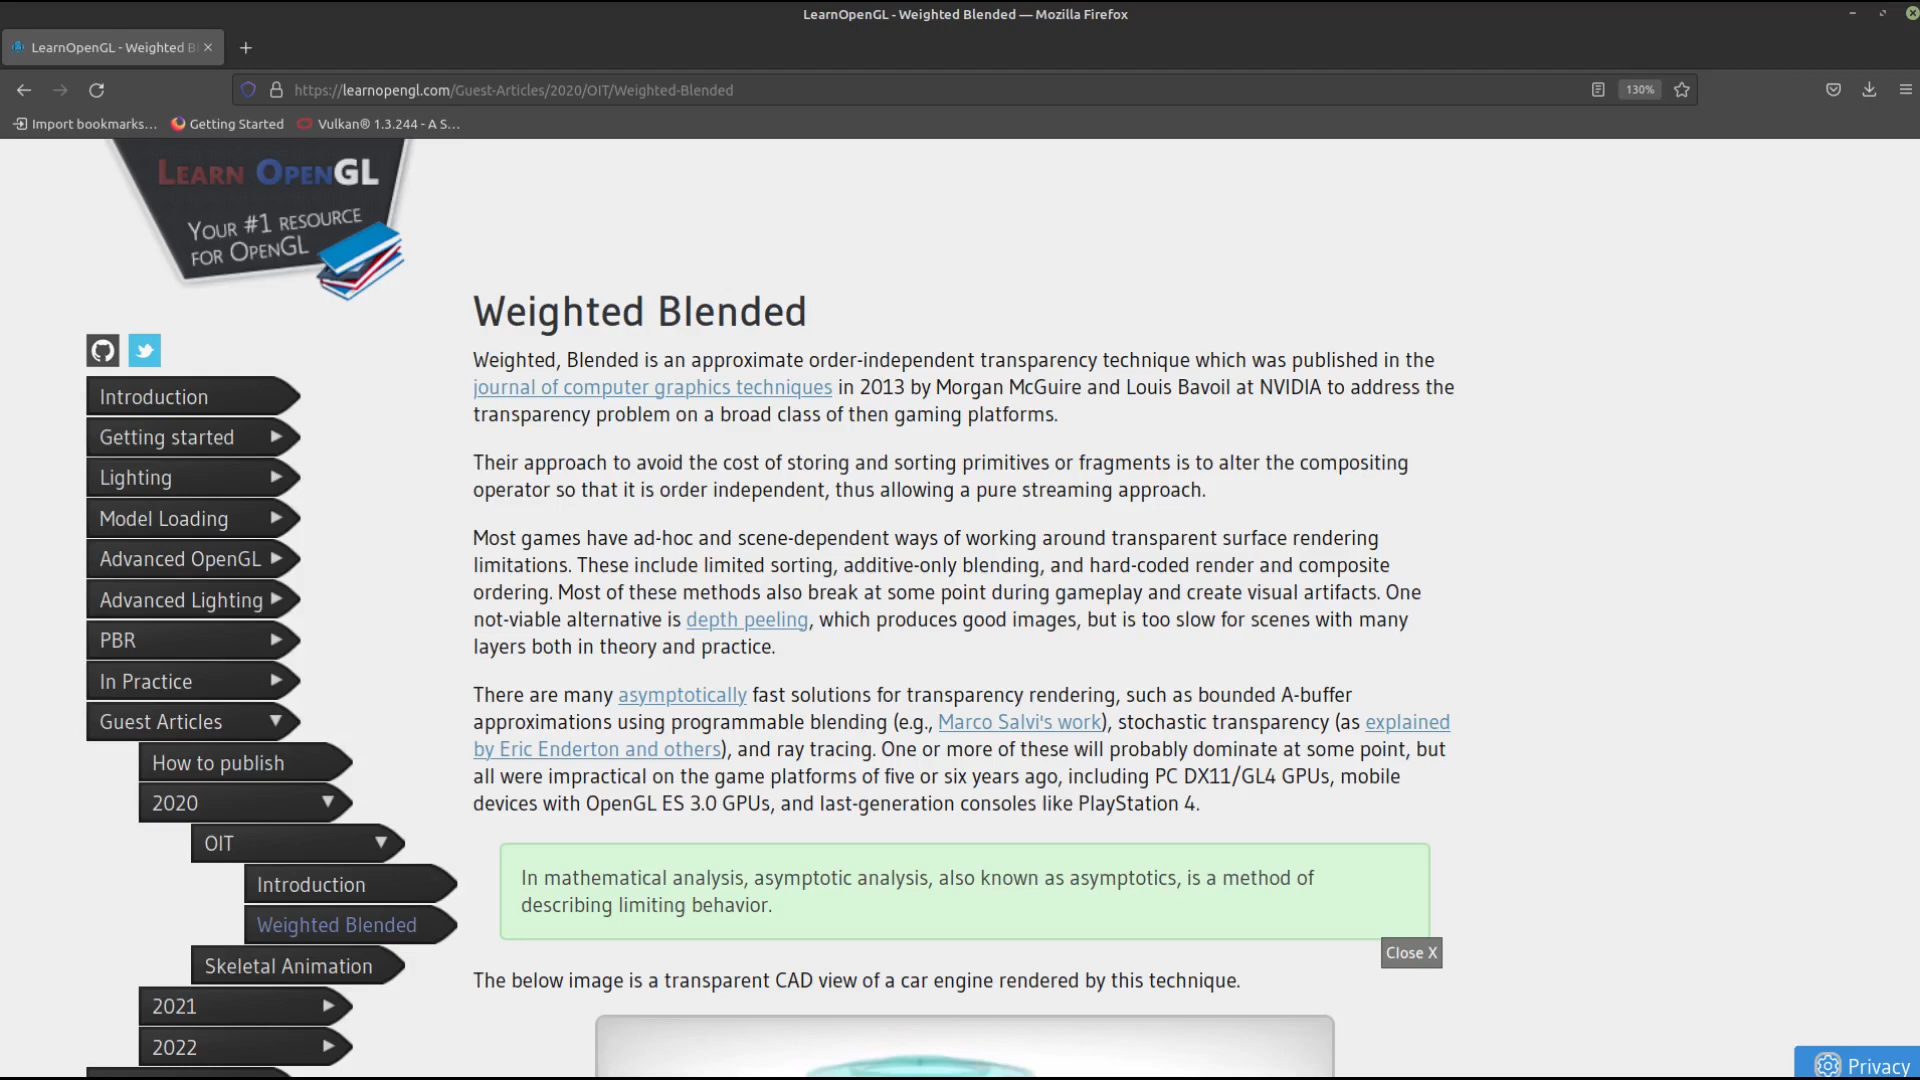 LearnOpenGL - Weighted Blended — Mozilla Firefox
LearnOpenGL - Weighted B
https://learnopengl.com/Guest-Articles/2020/OIT/Weighted-Blended
130%
Import bookmarks...
Getting Started
Vulkan® 1.3.244 - A S...
LEARN OPENGL
YOUR #1 RESOURCE
FOR OPENGL
Introduction
Getting started
Lighting
Model Loading
Advanced OpenGL
Advanced Lighting
PBR
In Practice
Guest Articles
How to publish
2020
OIT
Introduction
Weighted Blended
Skeletal Animation
2021
2022
Weighted Blended
Weighted, Blended is an approximate order-independent transparency technique which was published in the
journal of computer graphics techniques in 2013 by Morgan McGuire and Louis Bavoil at NVIDIA to address the
transparency problem on a broad class of then gaming platforms.
Their approach to avoid the cost of storing and sorting primitives or fragments is to alter the compositing
operator so that it is order independent, thus allowing a pure streaming approach.
Most games have ad-hoc and scene-dependent ways of working around transparent surface rendering
limitations. These include limited sorting, additive-only blending, and hard-coded render and composite
ordering. Most of these methods also break at some point during gameplay and create visual artifacts. One
not-viable alternative is depth peeling, which produces good images, but is too slow for scenes with many
layers both in theory and practice.
There are many asymptotically fast solutions for transparency rendering, such as bounded A-buffer
approximations using programmable blending (e.g., Marco Salvi's work), stochastic transparency (as explained
by Eric Enderton and others), and ray tracing. One or more of these will probably dominate at some point, but
all were impractical on the game platforms of five or six years ago, including PC DX11/GL4 GPUs, mobile
devices with OpenGL ES 3.0 GPUs, and last-generation consoles like PlayStation 4.
In mathematical analysis, asymptotic analysis, also known as asymptotics, is a method of
describing limiting behavior.
Close X
The below image is a transparent CAD view of a car engine rendered by this technique.
Privacy